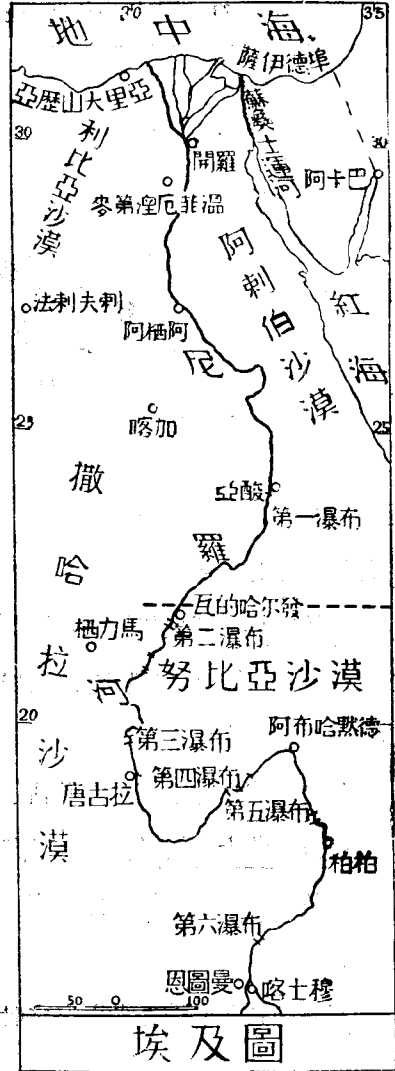 30
35
地中海
薩伊德埠
亞歷山大里亞
蘇彝士運河
利比亞沙漠
30
30
開羅
阿卡巴
麥第涅厄菲溫
阿剌伯沙漠
紅海
法剌夫剌
阿栖阿
尼羅河
25
25
喀加
撒哈拉沙漠
亞酸
第一瀑布
瓦的哈尔發
第二瀑布
栖力馬
努比亞沙漠
20
阿布哈默德
第三瀑布
第四瀑布
唐古拉
第五瀑布
柏柏
第六瀑布
恩圖曼
喀士穆
50 0 100
埃及圖